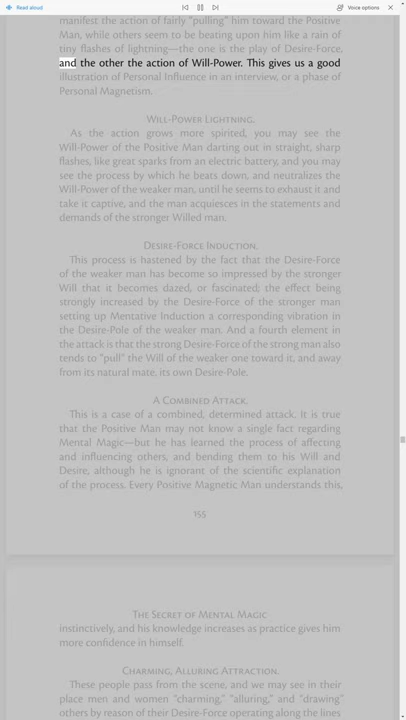 Read aloud
Voice options
manifest the action of fairly “pulling” him toward the Positive
Man, while others seem to be beating upon him like a rain of
tiny flashes of lightning—the one is the play of Desire-Force,
and the other the action of Will-Power. This gives us a good
illustration of Personal Influence in an interview, or a phase of
Personal Magnetism.
Will-Power Lightning.
As the action grows more spirited, you may see the
Will-Power of the Positive Man darting out in straight, sharp
flashes, like great sparks from an electric battery, and you may
see the process by which he beats down, and neutralizes the
Will-Power of the weaker man, until he seems to exhaust it and
take it captive, and the man acquiesces in the statements and
demands of the stronger Willed man.
Desire-Force Induction.
This process is hastened by the fact that the Desire-Force
of the weaker man has become so impressed by the stronger
Will that it becomes dazed, or fascinated; the effect being
strongly increased by the Desire-Force of the stronger man
setting up Mentative Induction a corresponding vibration in
the Desire-Pole of the weaker man. And a fourth element in
the attack is that the strong Desire-Force of the strong man also
tends to “pull” the Will of the weaker one toward it, and away
from its natural mate, its own Desire-Pole.
A Combined Attack.
This is a case of a combined, determined attack. It is true
that the Positive Man may not know a single fact regarding
Mental Magic—but he has learned the process of affecting
and influencing others, and bending them to his Will and
Desire, although he is ignorant of the scientific explanation
of the process. Every Positive Magnetic Man understands this,
155
The Secret of Mental Magic
instinctively, and his knowledge increases as practice gives him
more confidence in himself.
Charming, Alluring Attraction.
These people pass from the scene, and we may see in their
place men and women “charming,” “alluring,” and “drawing”
others by reason of their Desire-Force operating along the lines